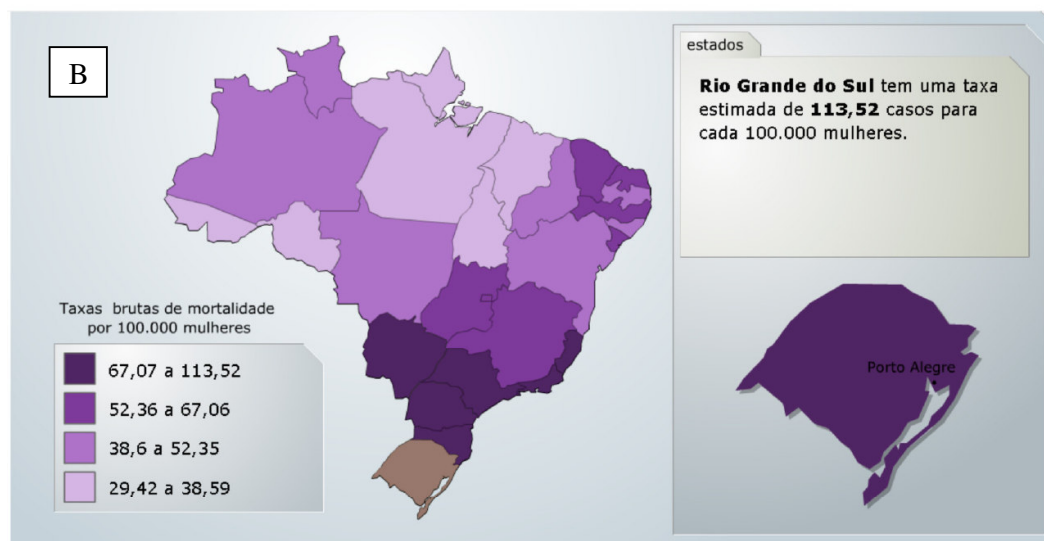 B
estados
Rio Grande do Sul tem uma taxa
estimada de 113,52 casos para
cada 100.000 mulheres.
Taxas brutas de mortalidade
por 100.000 mulheres
67,07 a 113,52
52,36 a 67,06
38,6 a 52,35
29,42 a 38,59
Porto Alegre